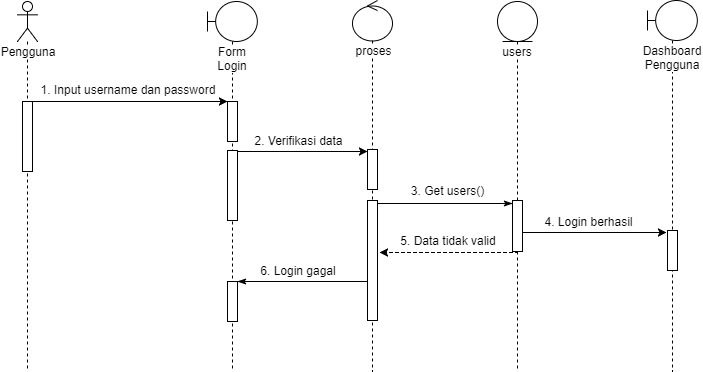 Pengguna
Form
Login
proses
users
Dashboard
Pengguna
1. Input username dan password
2. Verifikasi data
3. Get users()
4. Login berhasil
5. Data tidak valid
6. Login gagal